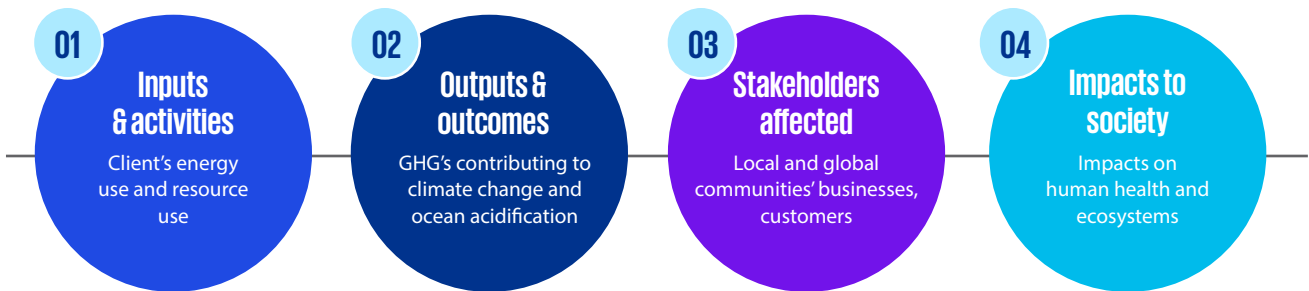 01
Inputs
& activities
Client's energy
use and resource
use
02
Outputs &
outcomes
GHG's contributing to
climate change and
ocean acidification
03
Stakeholders
affected
Local and global
communities' businesses,
customers
04
Impacts to
society
Impacts on
human health and
ecosystems